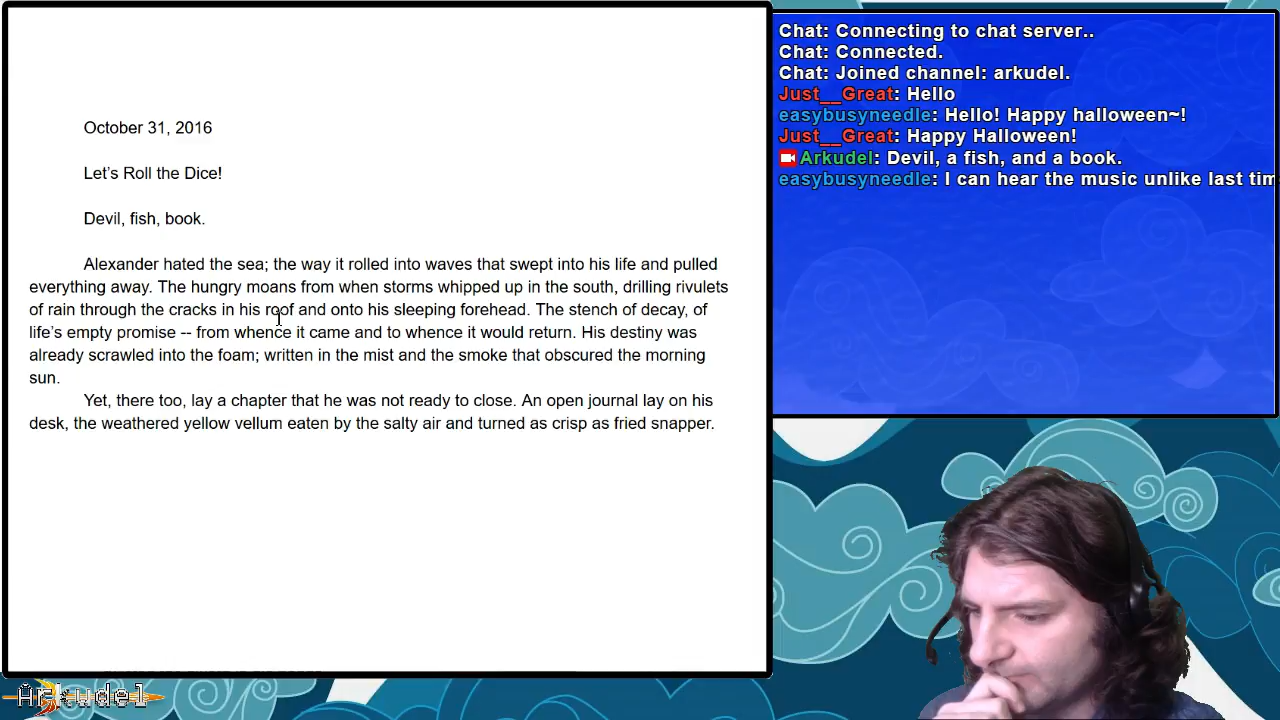 October 31, 2016
Let's Roll the Dice!
Devil, fish, book.
Alexander hated the sea; the way it rolled into waves that swept into his life and pulled
everything away. The hungry moans from when storms whipped up in the south, drilling rivulets
of rain through the cracks in his roof and onto his sleeping forehead. The stench of decay, of
life's empty promise -- from whence it came and to whence it would return. His destiny was
already scrawled into the foam; written in the mist and the smoke that obscured the morning
sun.
Yet, there too, lay a chapter that he was not ready to close. An open journal lay on his
desk, the weathered yellow vellum eaten by the salty air and turned as crisp as fried snapper.
Chat: Connecting to chat server..
Chat: Connected.
Chat: Joined channel: arkudel.
Just__Great: Hello
easybusyneedle: Hello! Happy halloween~!
Just__Great: Happy Halloween!
Arkudel: Devil, a fish, and a book.
easybusyneedle: I can hear the music unlike last tim
Arkudel